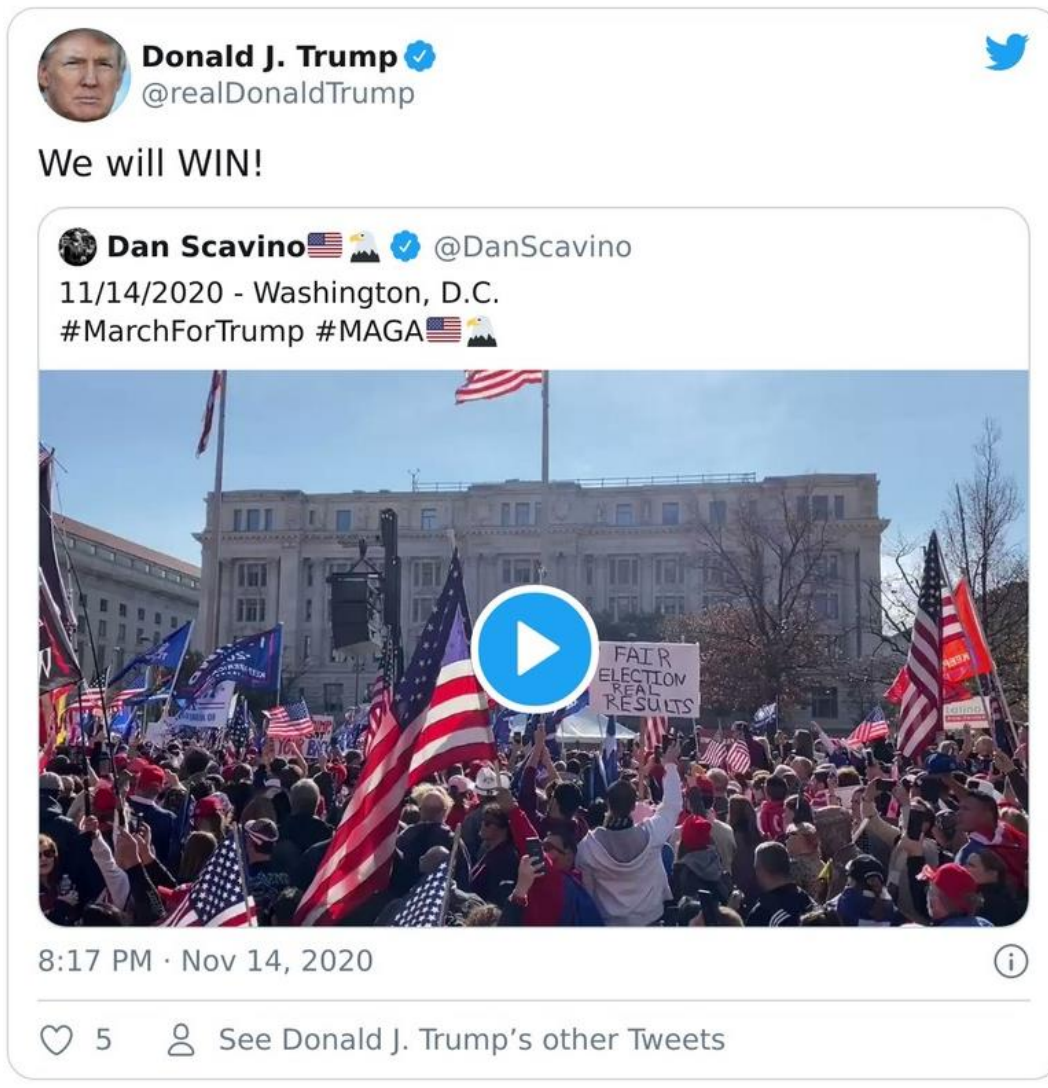 Donald J. Trump
@realDonaldTrump
We will WIN!
Dan Scavino🇺🇸🦅 @DanScavino
11/14/2020 - Washington, D.C.
#MarchForTrump #MAGA🇺🇸🦅
FAIR
ELECTION
REAL
RESULTS
8:17 PM · Nov 14, 2020
5 See Donald J. Trump’s other Tweets